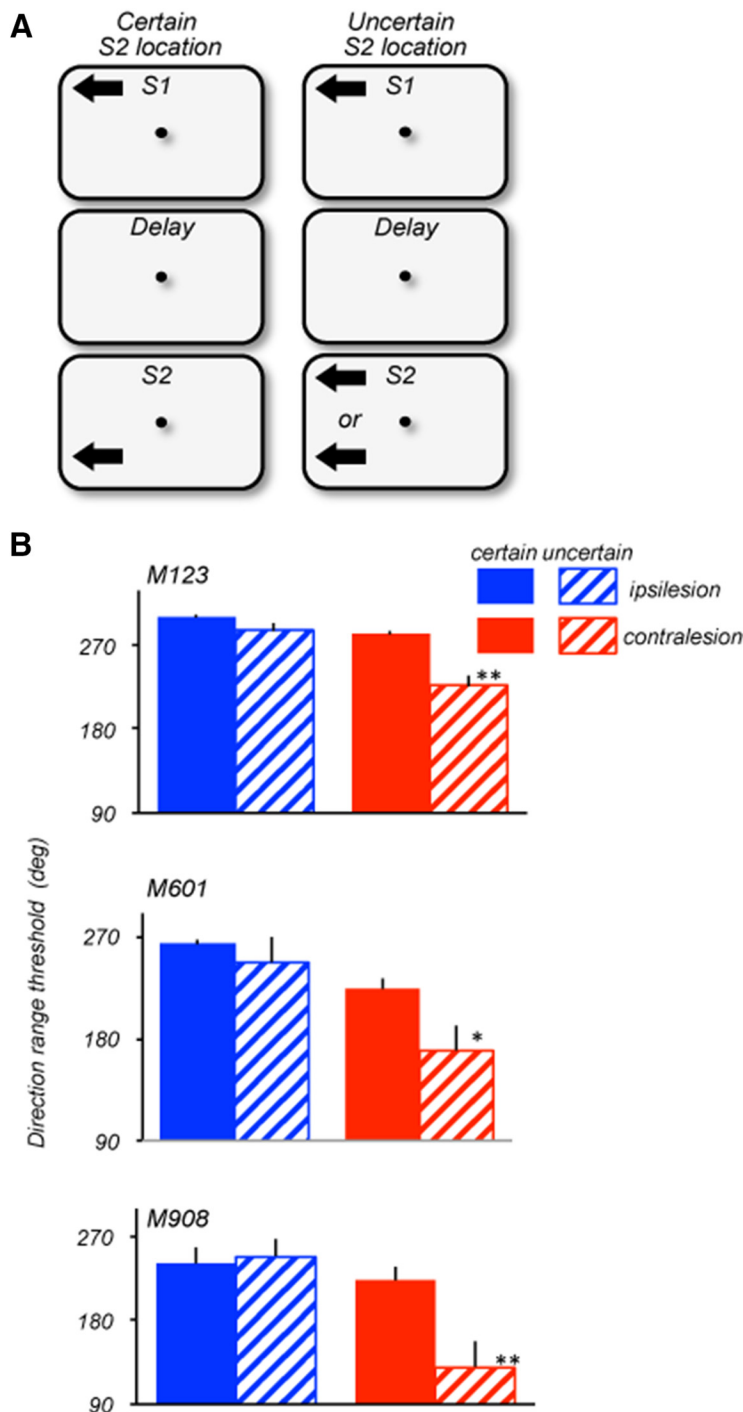 A
Certain
S2 location
Uncertain
S2 location
S1
S1
Delay
Delay
S2
S2
or
B
certain uncertain
ipsilesion
contralesion
M123
270
**
180
90
Direction range threshold (deg)
M601
270
180
*
90
M908
270
180
**
90